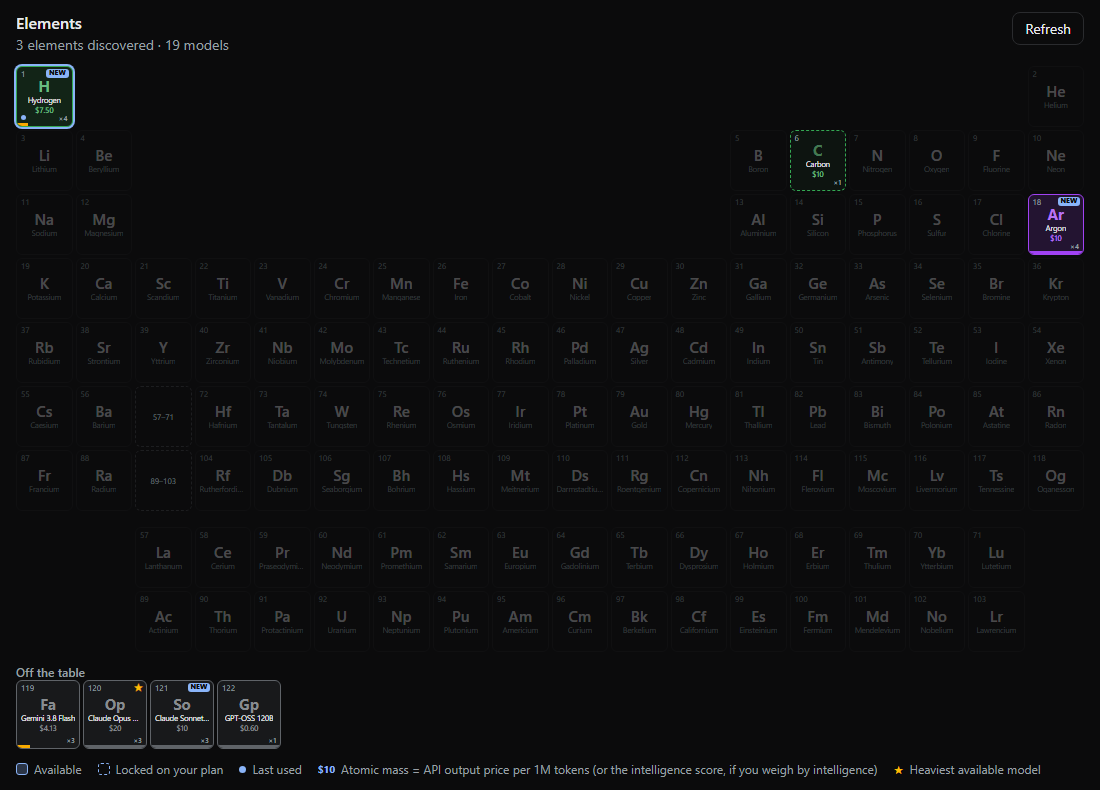 Elements
3 elements discovered · 19 models
Refresh
1 NEW
H
Hydrogen
$7.50
×4
2
He
Helium
3
Li
Lithium
4
Be
Beryllium
5
B
Boron
6
C
Carbon
$10
×1
7
N
Nitrogen
8
O
Oxygen
9
F
Fluorine
10
Ne
Neon
11
Na
Sodium
12
Mg
Magnesium
13
Al
Aluminium
14
Si
Silicon
15
P
Phosphorus
16
S
Sulfur
17
Cl
Chlorine
18 NEW
Ar
Argon
$10
×4
19
K
Potassium
20
Ca
Calcium
21
Sc
Scandium
22
Ti
Titanium
23
V
Vanadium
24
Cr
Chromium
25
Mn
Manganese
26
Fe
Iron
27
Co
Cobalt
28
Ni
Nickel
29
Cu
Copper
30
Zn
Zinc
31
Ga
Gallium
32
Ge
Germanium
33
As
Arsenic
34
Se
Selenium
35
Br
Bromine
36
Kr
Krypton
37
Rb
Rubidium
38
Sr
Strontium
39
Y
Yttrium
40
Zr
Zirconium
41
Nb
Niobium
42
Mo
Molybdenum
43
Tc
Technetium
44
Ru
Ruthenium
45
Rh
Rhodium
46
Pd
Palladium
47
Ag
Silver
48
Cd
Cadmium
49
In
Indium
50
Sn
Tin
51
Sb
Antimony
52
Te
Tellurium
53
I
Iodine
54
Xe
Xenon
55
Cs
Caesium
56
Ba
Barium
57–71
72
Hf
Hafnium
73
Ta
Tantalum
74
W
Tungsten
75
Re
Rhenium
76
Os
Osmium
77
Ir
Iridium
78
Pt
Platinum
79
Au
Gold
80
Hg
Mercury
81
Tl
Thallium
82
Pb
Lead
83
Bi
Bismuth
84
Po
Polonium
85
At
Astatine
86
Rn
Radon
87
Fr
Francium
88
Ra
Radium
89–103
104
Rf
Rutherfordi...
105
Db
Dubnium
106
Sg
Seaborgium
107
Bh
Bohrium
108
Hs
Hassium
109
Mt
Meitnerium
110
Ds
Darmstadtiu...
111
Rg
Roentgenium
112
Cn
Copernicium
113
Nh
Nihonium
114
Fl
Flerovium
115
Mc
Moscovium
116
Lv
Livermorium
117
Ts
Tennessine
118
Og
Oganesson
57
La
Lanthanum
58
Ce
Cerium
59
Pr
Praseodymi...
60
Nd
Neodymium
61
Pm
Promethium
62
Sm
Samarium
63
Eu
Europium
64
Gd
Gadolinium
65
Tb
Terbium
66
Dy
Dysprosium
67
Ho
Holmium
68
Er
Erbium
69
Tm
Thulium
70
Yb
Ytterbium
71
Lu
Lutetium
89
Ac
Actinium
90
Th
Thorium
91
Pa
Protactinium
92
U
Uranium
93
Np
Neptunium
94
Pu
Plutonium
95
Am
Americium
96
Cm
Curium
97
Bk
Berkelium
98
Cf
Californium
99
Es
Einsteinium
100
Fm
Fermium
101
Md
Mendelevium
102
No
Nobelium
103
Lr
Lawrencium
Off the table
119
Fa
Gemini 3.8 Flash
$4.13
×3
120
Op
Claude Opus ...
$20
×3
121 NEW
So
Claude Sonnet...
$10
×3
122
Gp
GPT-OSS 120B
$0.60
×1
Available
Locked on your plan
Last used
$10 Atomic mass = API output price per 1M tokens (or the intelligence score, if you weigh by intelligence)
Heaviest available model